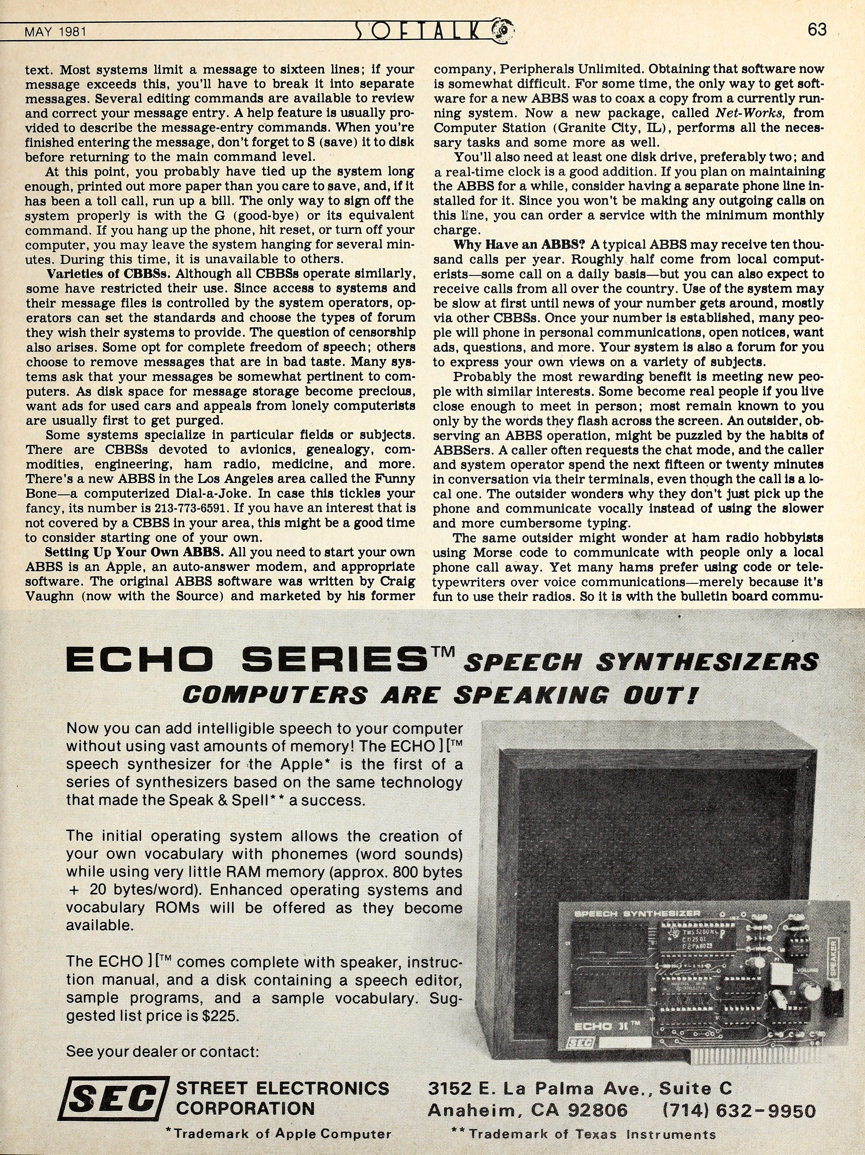 MAY 1981
SOFTALK
63
text. Most systems limit a message to sixteen lines; if your
message exceeds this, you'll have to break it into separate
messages. Several editing commands are available to review
and correct your message entry. A help feature is usually pro-
vided to describe the message-entry commands. When you're
finished entering the message, don't forget to S (save) it to disk
before returning to the main command level.
At this point, you probably have tied up the system long
enough, printed out more paper than you care to save, and, if it
has been a toll call, run up a bill. The only way to sign off the
system properly is with the G (good-bye) or its equivalent
command. If you hang up the phone, hit reset, or turn off your
computer, you may leave the system hanging for several min-
utes. During this time, it is unavailable to others.
Varieties of CBBSs. Although all CBBSs operate similarly,
some have restricted their use. Since access to systems and
their message files is controlled by the system operators, op-
erators can set the standards and choose the types of forum
they wish their systems to provide. The question of censorship
also arises. Some opt for complete freedom of speech; others
choose to remove messages that are in bad taste. Many sys-
tems ask that your messages be somewhat pertinent to com-
puters. As disk space for message storage become precious,
want ads for used cars and appeals from lonely computerists
are usually first to get purged.
Some systems specialize in particular fields or subjects.
There are CBBSs devoted to avionics, genealogy, com-
modities, engineering, ham radio, medicine, and more.
There's a new ABBS in the Los Angeles area called the Funny
Bone—a computerized Dial-a-Joke. In case this tickles your
fancy, its number is 213-773-6591. If you have an interest that is
not covered by a CBBS in your area, this might be a good time
to consider starting one of your own.
Setting Up Your Own ABBS. All you need to start your own
ABBS is an Apple, an auto-answer modem, and appropriate
software. The original ABBS software was written by Craig
Vaughn (now with the Source) and marketed by his former
company, Peripherals Unlimited. Obtaining that software now
is somewhat difficult. For some time, the only way to get soft-
ware for a new ABBS was to coax a copy from a currently run-
ning system. Now a new package, called Net-Works, from
Computer Station (Granite City, IL), performs all the neces-
sary tasks and some more as well.
You'll also need at least one disk drive, preferably two; and
a real-time clock is a good addition. If you plan on maintaining
the ABBS for a while, consider having a separate phone line in-
stalled for it. Since you won't be making any outgoing calls on
this line, you can order a service with the minimum monthly
charge.
Why Have an ABBS? A typical ABBS may receive ten thou-
sand calls per year. Roughly half come from local comput-
erists—some call on a daily basis—but you can also expect to
receive calls from all over the country. Use of the system may
be slow at first until news of your number gets around, mostly
via other CBBSs. Once your number is established, many peo-
ple will phone in personal communications, open notices, want
ads, questions, and more. Your system is also a forum for you
to express your own views on a variety of subjects.
Probably the most rewarding benefit is meeting new peo-
ple with similar interests. Some become real people if you live
close enough to meet in person; most remain known to you
only by the words they flash across the screen. An outsider, ob-
serving an ABBS operation, might be puzzled by the habits of
ABBSers. A caller often requests the chat mode, and the caller
and system operator spend the next fifteen or twenty minutes
in conversation via their terminals, even though the call is a lo-
cal one. The outsider wonders why they don't just pick up the
phone and communicate vocally instead of using the slower
and more cumbersome typing.
The same outsider might wonder at ham radio hobbyists
using Morse code to communicate with people only a local
phone call away. Yet many hams prefer using code or tele-
typewriters over voice communications—merely because it's
fun to use their radios. So it is with the bulletin board commu-
ECHO SERIES™ SPEECH SYNTHESIZERS
COMPUTERS ARE SPEAKING OUT!
Now you can add intelligible speech to your computer
without using vast amounts of memory! The ECHO ][™
speech synthesizer for the Apple* is the first of a
series of synthesizers based on the same technology
that made the Speak & Spell** a success.
The initial operating system allows the creation of
your own vocabulary with phonemes (word sounds)
while using very little RAM memory (approx. 800 bytes
+ 20 bytes/word). Enhanced operating systems and
vocabulary ROMs will be offered as they become
available.
The ECHO ][™ comes complete with speaker, instruc-
tion manual, and a disk containing a speech editor,
sample programs, and a sample vocabulary. Sug-
gested list price is $225.
See your dealer or contact:
SPEECH SYNTHESIZER
VOLUME
SPEAKER
ECHO ][™
SEC
SEC STREET ELECTRONICS
CORPORATION
3152 E. La Palma Ave., Suite C
Anaheim, CA 92806 (714) 632-9950
*Trademark of Apple Computer
**Trademark of Texas Instruments